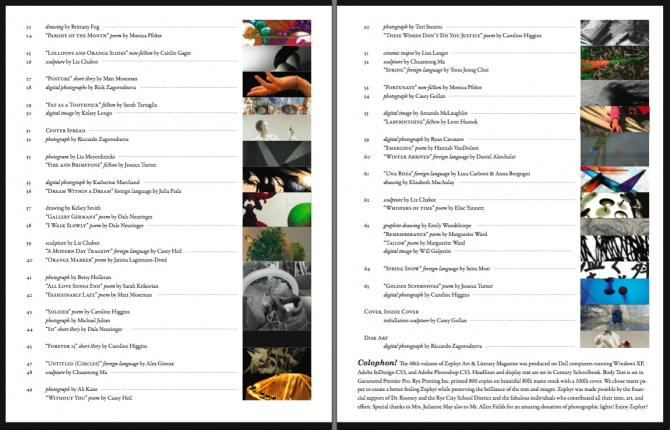 23 drawing by Brittany Fog
24 "Parody of the Month" poem by Monica Pfister
25 "Lollipops and Orange Slides" non-fiction by Caitlin Gager
26 sculpture by Liz Chabot
27 "Posture" short story by Matt Moseman
28 digital photograph by Rick Zagorodneva
29 "Fat as a Toothpick" fiction by Sarah Tartaglia
30 digital image by Kelsey Longo
31 Center Spread
32 photograph by Riccardo Zagorodneva
33 photogram by Lia Meyerdiercks
"Fire and Brimstone" fiction by Jessica Turner
35 digital photograph by Katherine Marchand
36 "Dream Within a Dream" foreign language by Julia Fiala
37 drawing by Kelsey Smith
"Gallery Germans" poem by Dale Neuringer
38 "I Walk Slowly" poem by Dale Neuringer
39 sculpture by Liz Chabot
"A Modern Day Tragedy" foreign language by Casey Heil
40 "Orange Marker" poem by Janina Lagemann-Doné
41 photograph by Betsy Holleran
"All Love Songs End" poem by Sarah Krikorian
42 "Fashionably Late" poem by Matt Moseman
43 "Soldier" poem by Caroline Higgins
photograph by Michael Julian
44 "So" short story by Dale Neuringer
45 "Forever 15" short story by Caroline Higgins
47 "Untitled (Circles)" foreign language by Alex Giroux
48 sculpture by Chuantong Ma
49 photograph by Ali Kane
"Without You" poem by Casey Heil
50 photograph by Tori Stearns
"These Words Don't Do You Justice" poem by Caroline Higgins
51 ceramic teapot by Lisa Langer
52 sculpture by Chuantong Ma
"Spring" foreign language by Yoon Jeong Choi
53 "Fortunate" non-fiction by Monica Pfister
54 photograph by Casey Gollan
55 digital image by Amanda McLaughlin
"Labyrinthine" fiction by Leon Hassock
59 digital photograph by Ryan Cavataro
"Emerging" poem by Hannah VanDolsen
60 "Winter Arrived" foreign language by Daniel Altschuler
61 "Una Rosa" foreign language by Luca Carboni & Anna Borgogni
drawing by Elizabeth MacAulay
62 sculpture by Liz Chabot
"Whispers of Time" poem by Elise Yannett
63 graphite drawing by Emily Woodthorpe
"Remembrance" poem by Marguerite Ward
"Tailor" poem by Marguerite Ward
digital image by Will Galperin
64 "Spring Snow" foreign language by Seira Mori
65 "Golden Supernovas" poem by Jessica Turner
digital photograph by Caroline Higgins
Cover, Inside Cover
installation sculpture by Casey Gollan
Disk Art
digital photograph by Riccardo Zagorodneva
Colophon! The 68th volume of Zephyr Art & Literary Magazine was produced on Dell computers running Windows XP,
Adobe InDesign CS3, and Adobe Photoshop CS3. Headlines and display text are set in Century Schoolbook. Body Text is set in
Garamond Premier Pro. Rye Printing Inc. printed 800 copies on beautiful 80lb matte stock with a 100lb cover. We chose matte pa-
per to create a better feeling Zephyr while preserving the brilliance of the text and images. Zephyr was made possible by the finan-
cial support of Dr. Rooney and the Rye City School District and the fabulous individuals who contributed all their time, art, and
effort. Special thanks to Mrs. Julianne May also to Mr. Allen Fields for an amazing donation of photographic lights! Enjoy Zephyr!